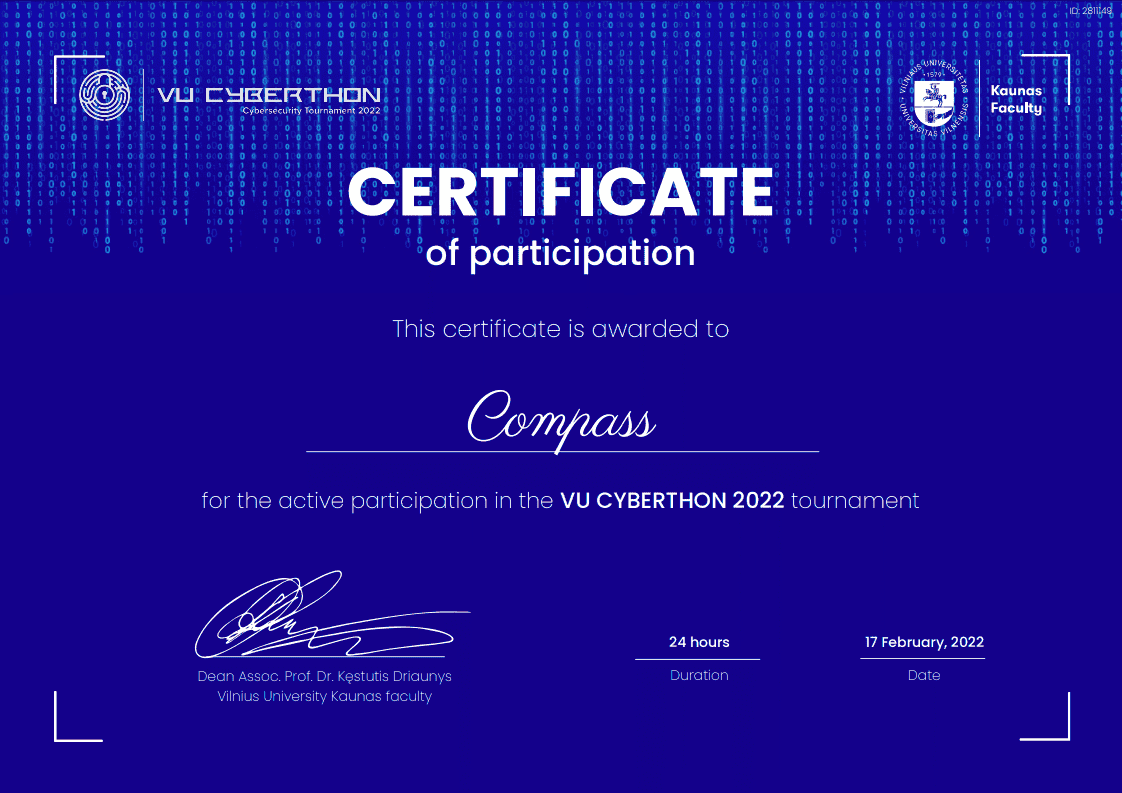 ID: 2811149
VU CYBERTHON
Cybersecurity Tournament 2022
VILNIUS UNIVERSITETAS
1579
UNIVERSITAS VILNENSIS
Kaunas
Faculty
CERTIFICATE
of participation
This certificate is awarded to
Compass
for the active participation in the VU CYBERTHON 2022 tournament
24 hours
17 February, 2022
Dean Assoc. Prof. Dr. Kęstutis Driaunys
Duration
Date
Vilnius University Kaunas faculty